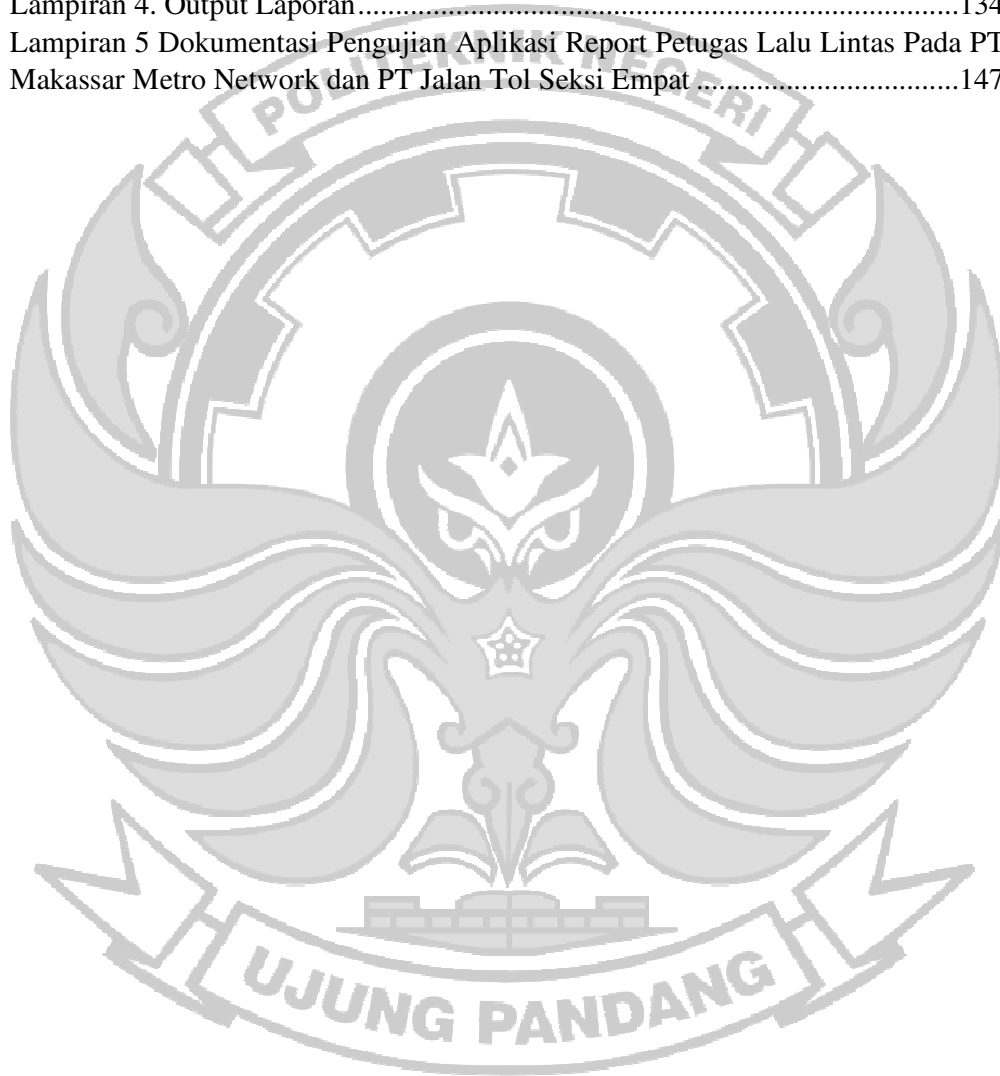 Lampiran 4. Output Laporan................................................................................134
Lampiran 5 Dokumentasi Pengujian Aplikasi Report Petugas Lalu Lintas Pada PT
Makassar Metro Network dan PT Jalan Tol Seksi Empat ...................................147
POLITEKNIK NEGERI
UJUNG PANDANG